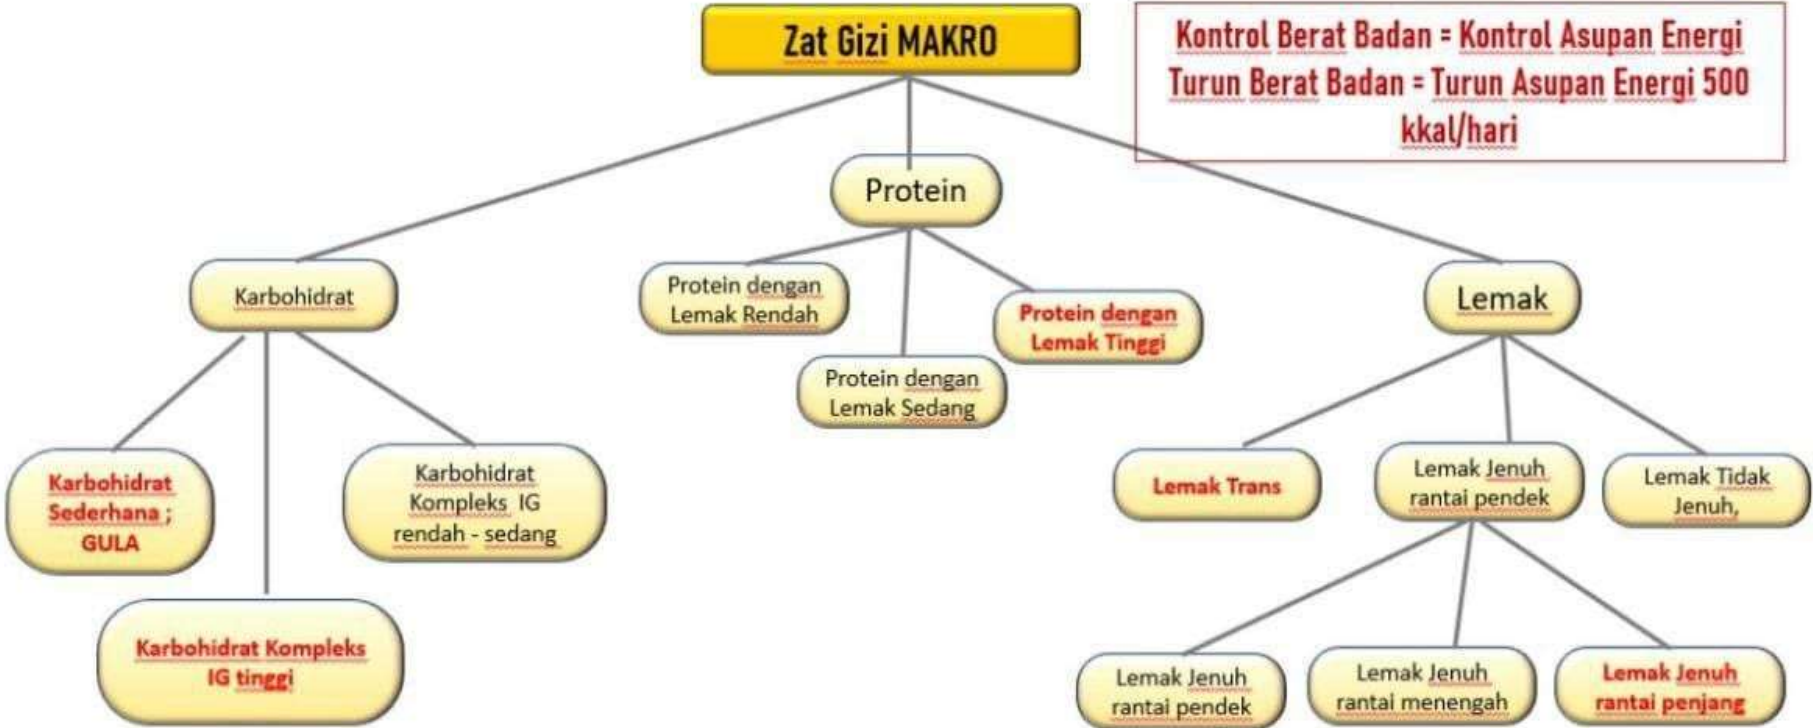 Zat Gizi MAKRO
Kontrol Berat Badan = Kontrol Asupan Energi
Turun Berat Badan = Turun Asupan Energi 500
kkal/hari
Protein
Karbohidrat
Protein dengan
Lemak Rendah
Protein dengan
Lemak Sedang
Protein dengan
Lemak Tinggi
Lemak
Karbohidrat
Sederhana ;
GULA
Karbohidrat Kompleks
IG tinggi
Karbohidrat
Kompleks IG
rendah - sedang
Lemak Trans
Lemak Jenuh
rantai pendek
Lemak Tidak
Jenuh,
Lemak Jenuh
rantai pendek
Lemak Jenuh
rantai menengah
Lemak Jenuh
rantai penjang